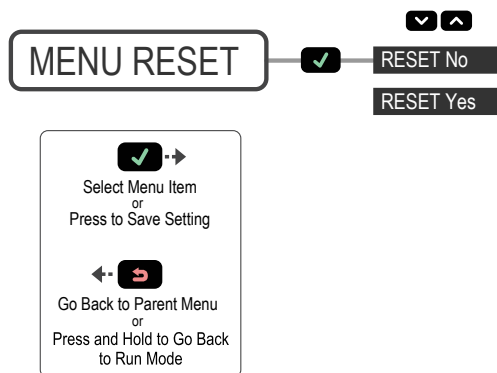 MENU RESET
RESET No
RESET Yes
Select Menu Item
or
Press to Save Setting
Go Back to Parent Menu
or
Press and Hold to Go Back
to Run Mode